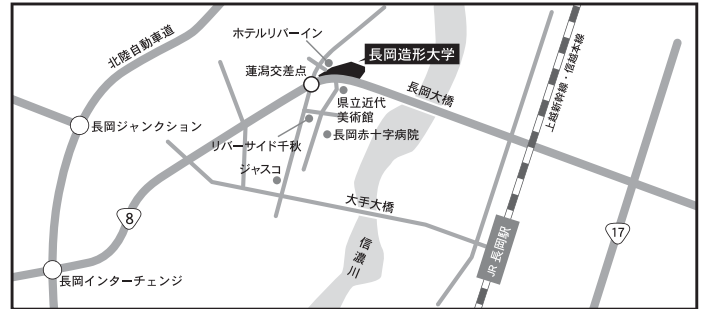 北陸自動車道
ホテルリバーイン
長岡造形大学
蓮潟交差点
県立近代
美術館
長岡大橋
上越新幹線・信越本線
長岡ジャンクション
リバーサイド千秋
長岡赤十字病院
ジャスコ
大手大橋
8
信濃川
JR 長岡駅
17
長岡インターチェンジ